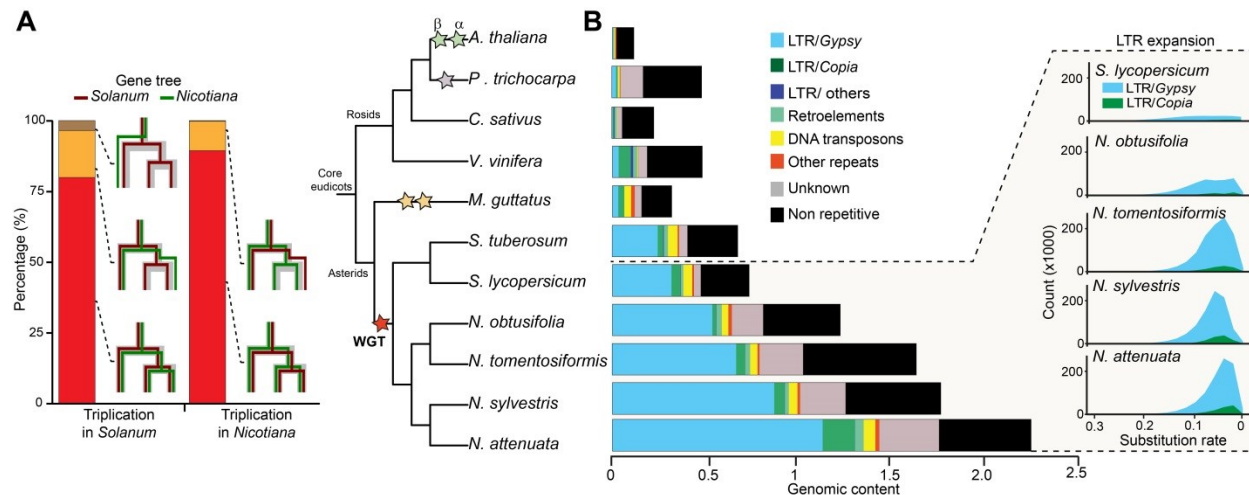 A
Gene tree
Solanum Nicotiana
100
75
50
25
0
Percentage (%)
Triplication
in Solanum
Triplication
in Nicotiana
β α
A. thaliana
P . trichocarpa
Rosids
C. sativus
V. vinifera
Core
eudicots
M. guttatus
S. tuberosum
Asterids
S. lycopersicum
WGT
N. obtusifolia
N. tomentosiformis
N. sylvestris
N. attenuata
B
LTR/Gypsy
LTR/Copia
LTR/ others
Retroelements
DNA transposons
Other repeats
Unknown
Non repetitive
0 0.5 1 1.5 2.0 2.5
Genomic content
LTR expansion
S. lycopersicum
200
LTR/Gypsy
LTR/Copia
0
N. obtusifolia
200
0
N. tomentosiformis
200
0
N. sylvestris
200
0
N. attenuata
200
0
Count (x1000)
0.3 0.2 0.1 0
Substitution rate